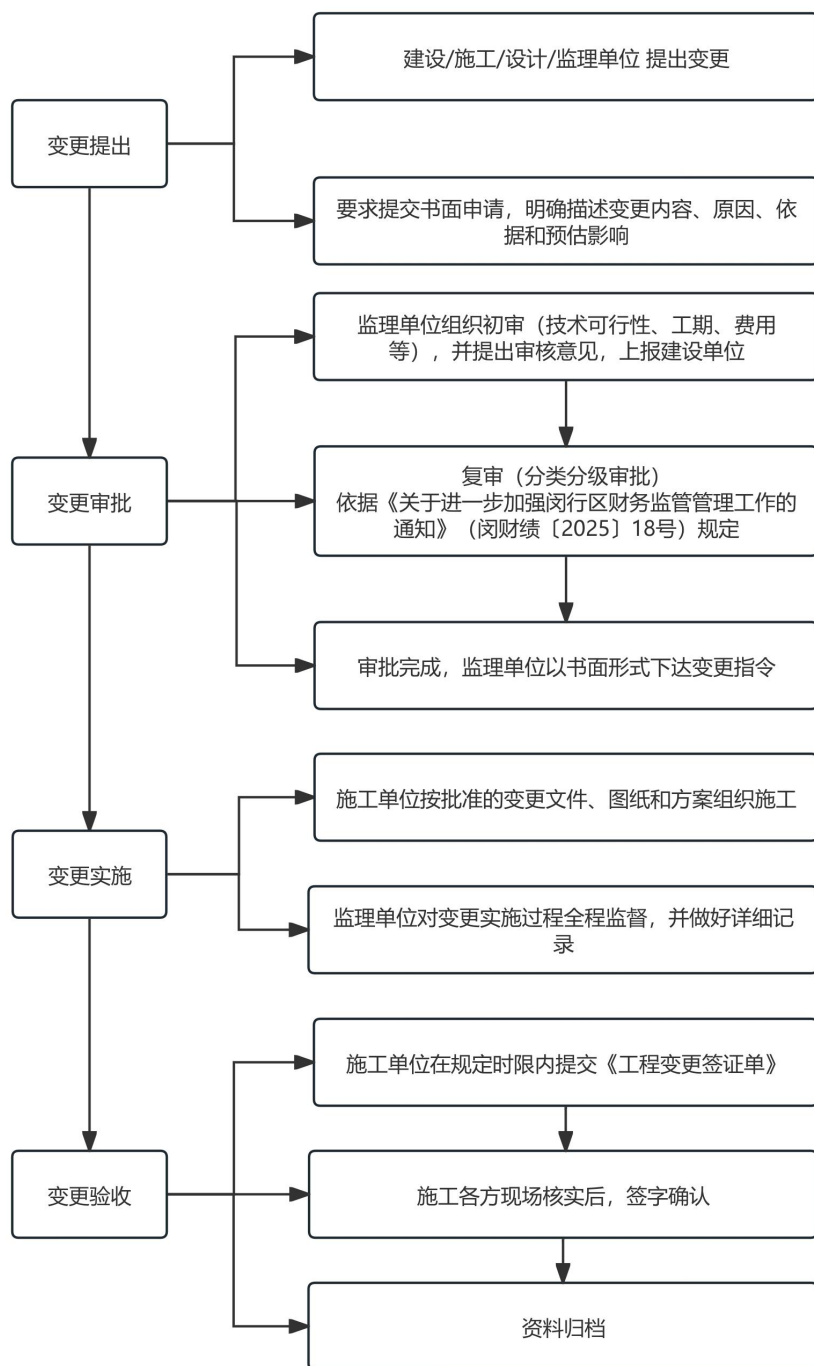 建设/施工/设计/监理单位 提出变更
变更提出
要求提交书面申请，明确描述变更内容、原因、依
据和预估影响
监理单位组织初审（技术可行性、工期、费用
等），并提出审核意见，上报建设单位
变更审批
复审（分类分级审批）
依据《关于进一步加强闵行区财务监管管理工作的
通知》（闵财绩〔2025〕18号）规定
审批完成，监理单位以书面形式下达变更指令
变更实施
施工单位按批准的变更文件、图纸和方案组织施工
监理单位对变更实施过程全程监督，并做好详细记
录
施工单位在规定时限内提交《工程变更签证单》
变更验收
施工各方现场核实后，签字确认
资料归档